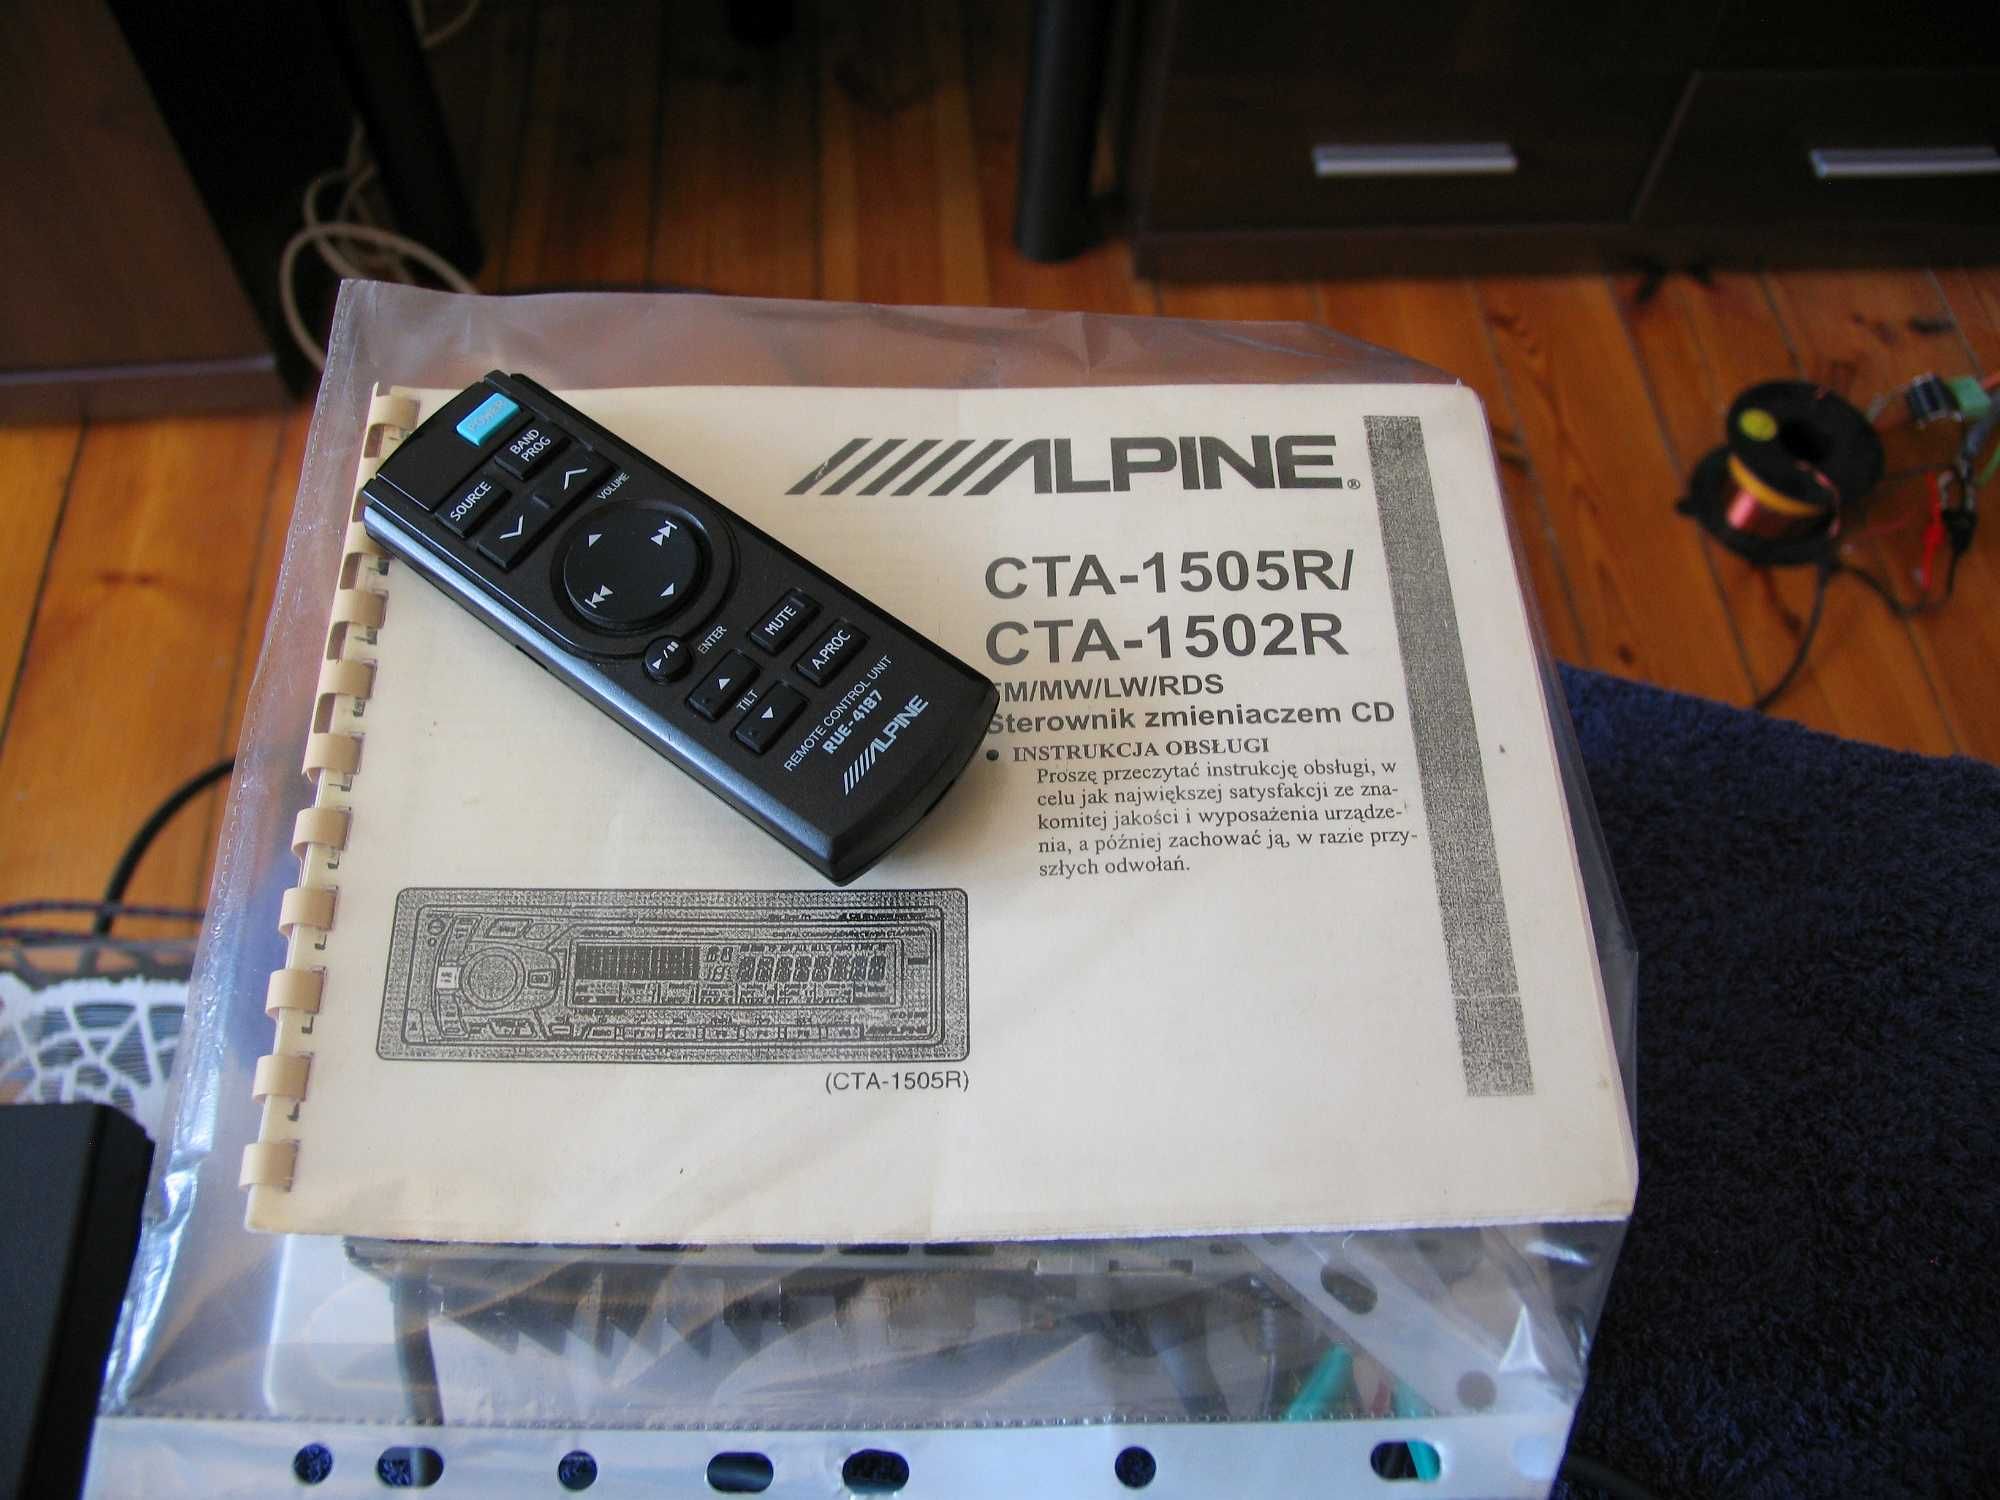 ALPINE®
CTA-1505R/
CTA-1502R
FM/MW/LW/RDS
Sterownik zmieniaczem CD
• INSTRUKCJA OBSŁUGI
Proszę przeczytać instrukcję obsługi, w
celu jak największej satysfakcji ze zna-
komitej jakości i wyposażenia urządze-
nia, a później zachować ją, w razie przy-
szłych odwołań.
(CTA-1505R)
POWER
BAND
PROG
SOURCE
VOLUME
ENTER
MUTE
A.PROC
TILT
REMOTE CONTROL UNIT
RUE-4187
ALPINE